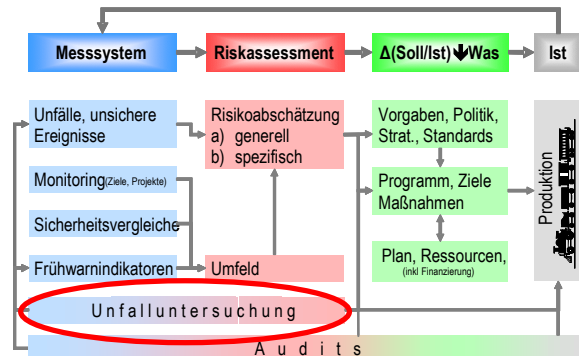 Messsystem
Riskassessment
Δ(Soll/Ist)🡇Was
Ist
Unfälle, unsichere
Ereignisse
Monitoring(Ziele, Projekte)
Sicherheitsvergleiche
Frühwarnindikatoren
Risikoabschätzung
a) generell
b) spezifisch
Umfeld
Vorgaben, Politik,
Strat., Standards
Programm, Ziele
Maßnahmen
Plan, Ressourcen,
(inkl Finanzierung)
Produktion
Unfalluntersuchung
Audits